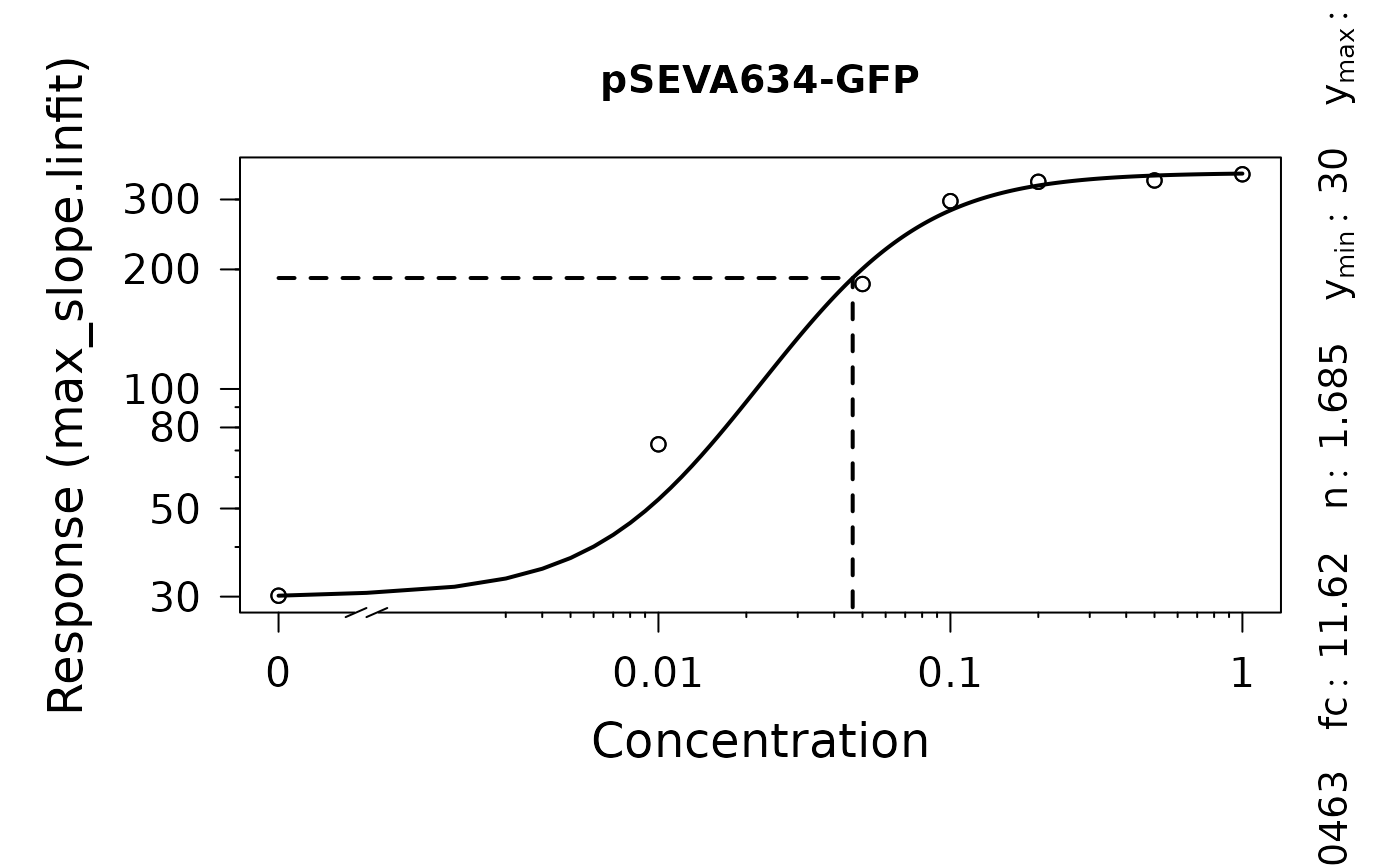 pSEVA634-GFP
Response (max_slope.linfit)
300
200
100
80
50
30
0 0.01 0.1 1
Concentration
0463 fc : 11.62 n : 1.685 ymin : 30 ymax :